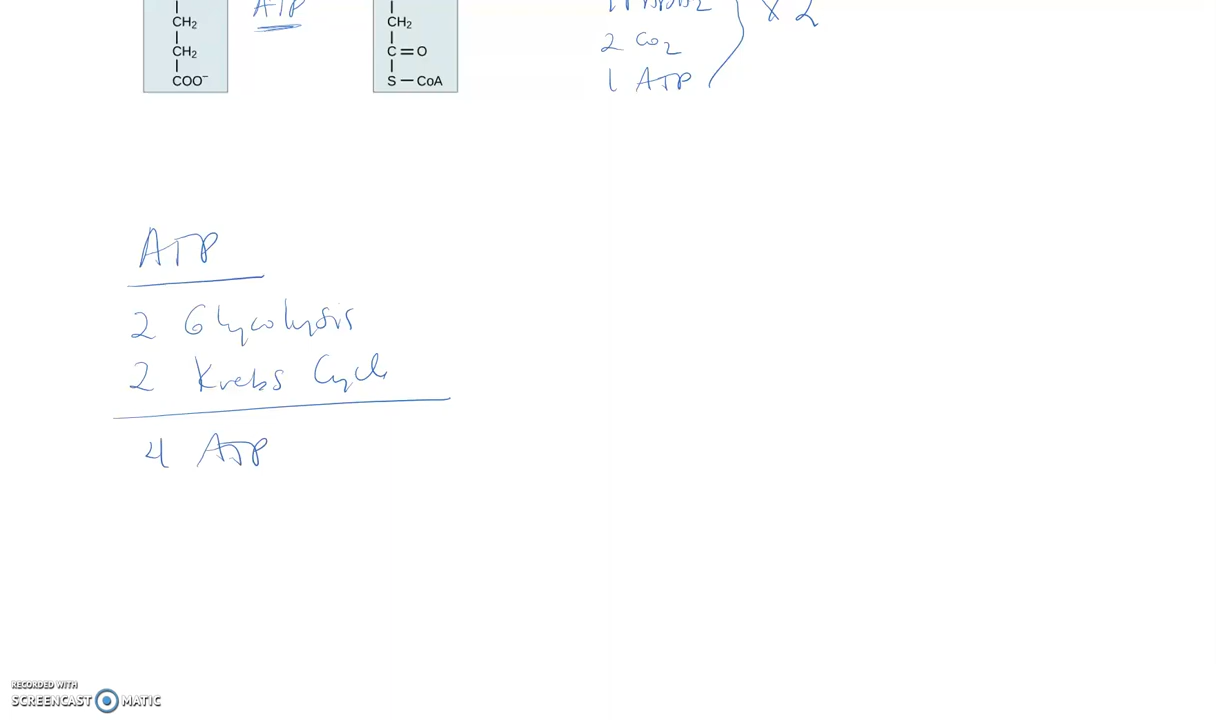 ATP
CH₂
CH₂
COO⁻
CH₂
C=O
S—CoA
2 CO₂
1 ATP
x 2
ATP
2 Glycolysis
2 Krebs Cycle
4 ATP
RECORDED WITH
SCREENCAST MATIC